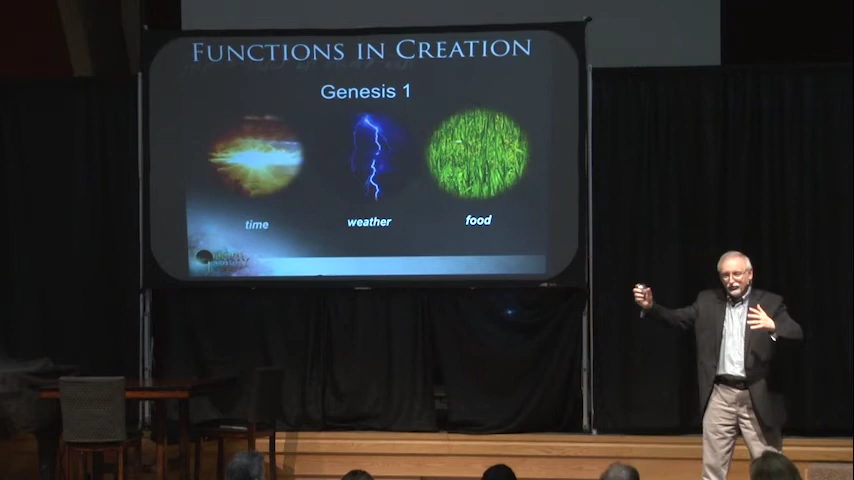 Functions in Creation
Genesis 1
time
weather
food